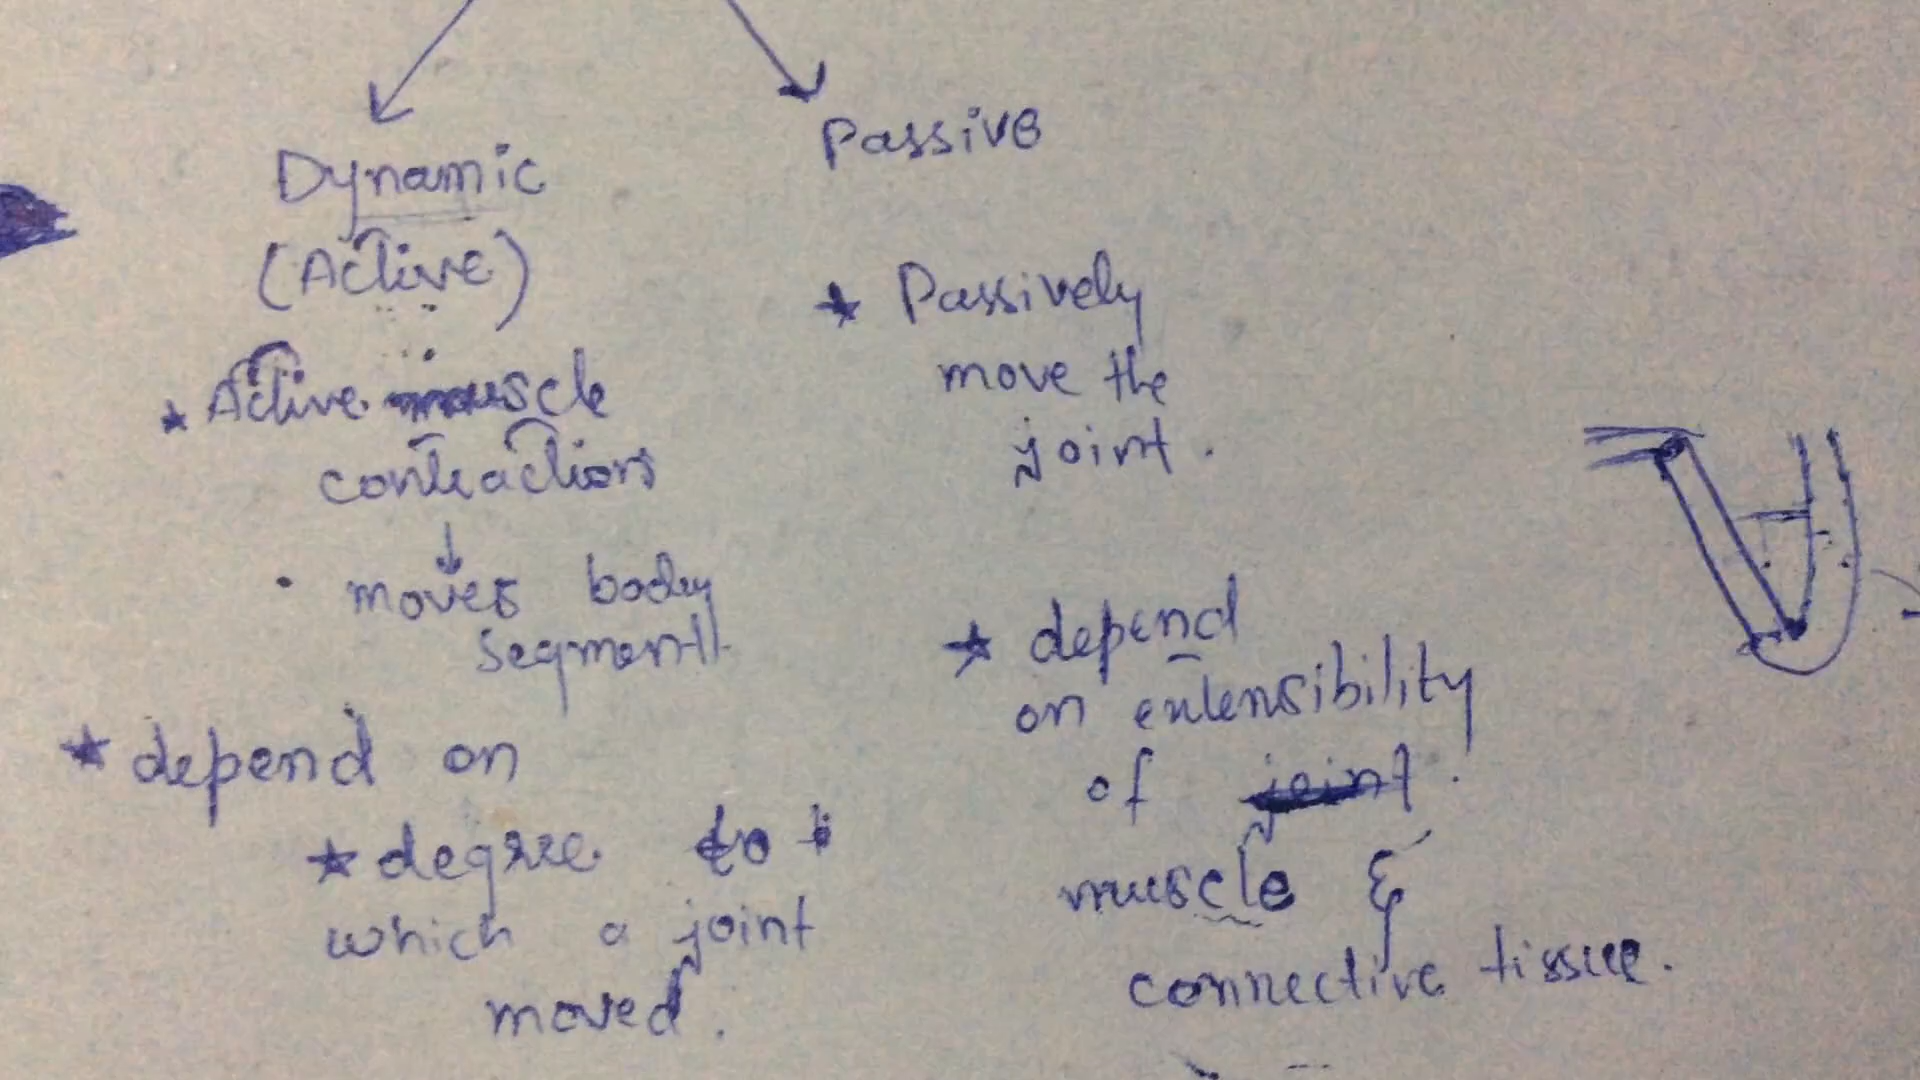 Dynamic
(Active)
* Active muscle
contractions
• moves body
segment.
* depend on
* degree to
which a joint
moved.
Passive
* Passively
move the
joint.
* depend
on extensibility
of joint.
muscle &
connective tissue.